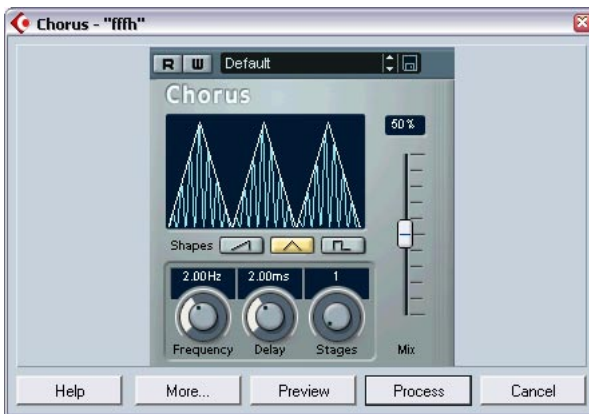 Chorus - "fffh"
R W Default
Chorus
50 %
Shapes
2.00Hz 2.00ms 1
Frequency Delay Stages Mix
Help More... Preview Process Cancel